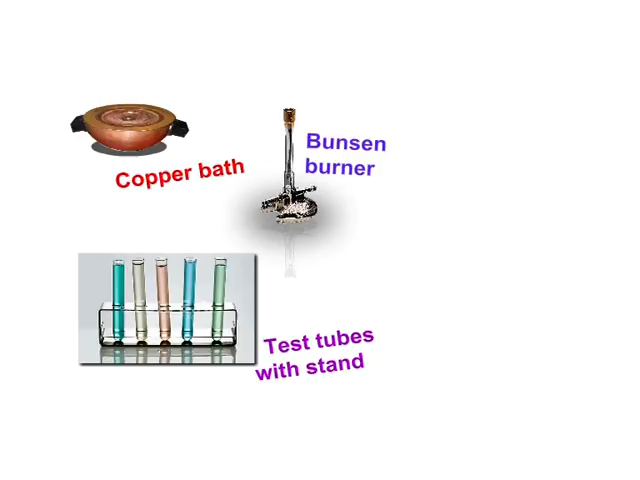 Copper bath
Bunsen
burner
Test tubes
with stand